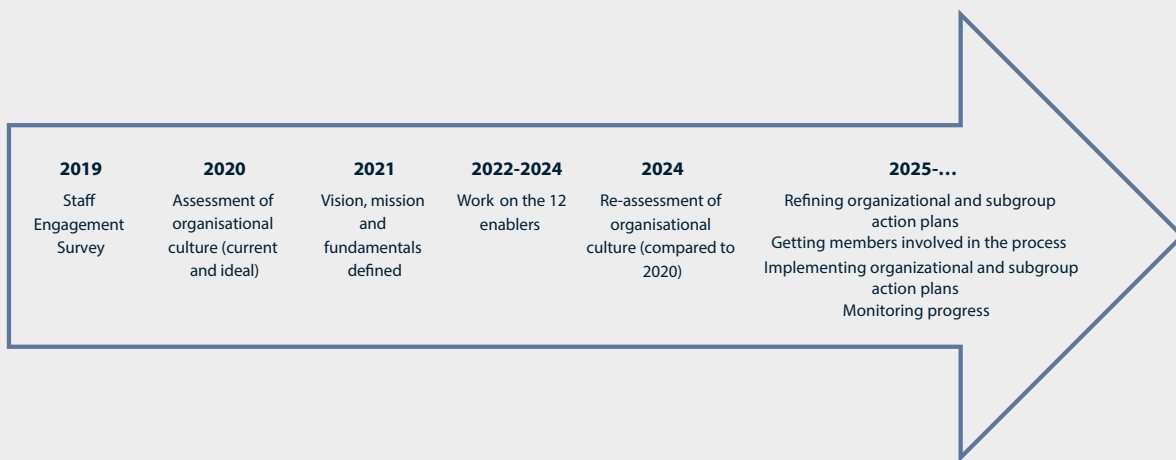 2019
Staff
Engagement
Survey
2020
Assessment of
organisational
culture (current
and ideal)
2021
Vision, mission
and
fundamentals
defined
2022-2024
Work on the 12
enablers
2024
Re-assessment of
organisational
culture (compared to
2020)
2025-...
Refining organizational and subgroup
action plans
Getting members involved in the process
Implementing organizational and subgroup
action plans
Monitoring progress